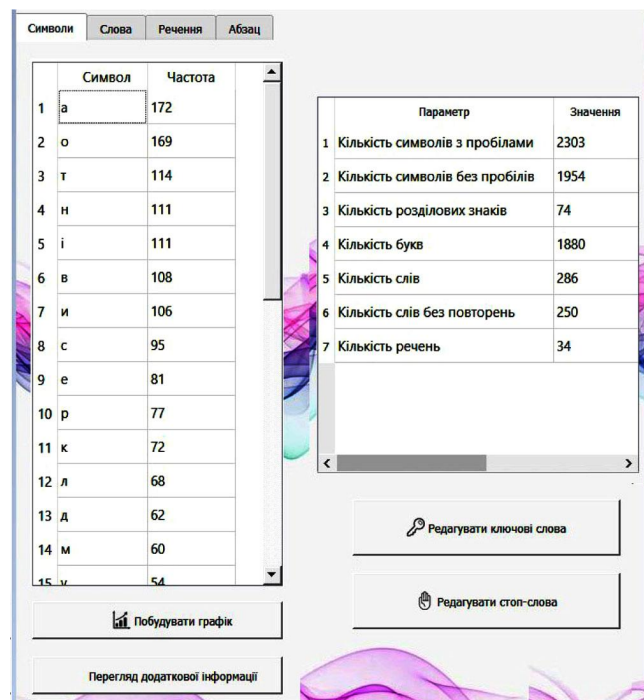 Символи Слова Речення Абзац
Символ Частота
1 а 172
2 о 169
3 т 114
4 н 111
5 і 111
6 в 108
7 и 106
8 с 95
9 е 81
10 р 77
11 к 72
12 л 68
13 д 62
14 м 60
15 у 54
Побудувати графік
Перегляд додаткової інформації
Параметр Значення
1 Кількість символів з пробілами 2303
2 Кількість символів без пробілів 1954
3 Кількість розділових знаків 74
4 Кількість букв 1880
5 Кількість слів 286
6 Кількість слів без повторень 250
7 Кількість речень 34
Редагувати ключові слова
Редагувати стоп-слова